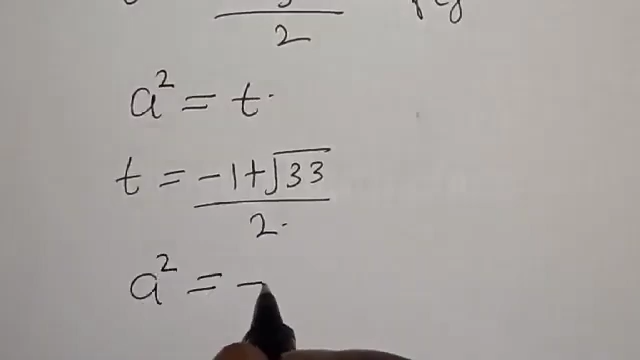 2
a² = t.
t = (-1+√33)/2.
a² = -